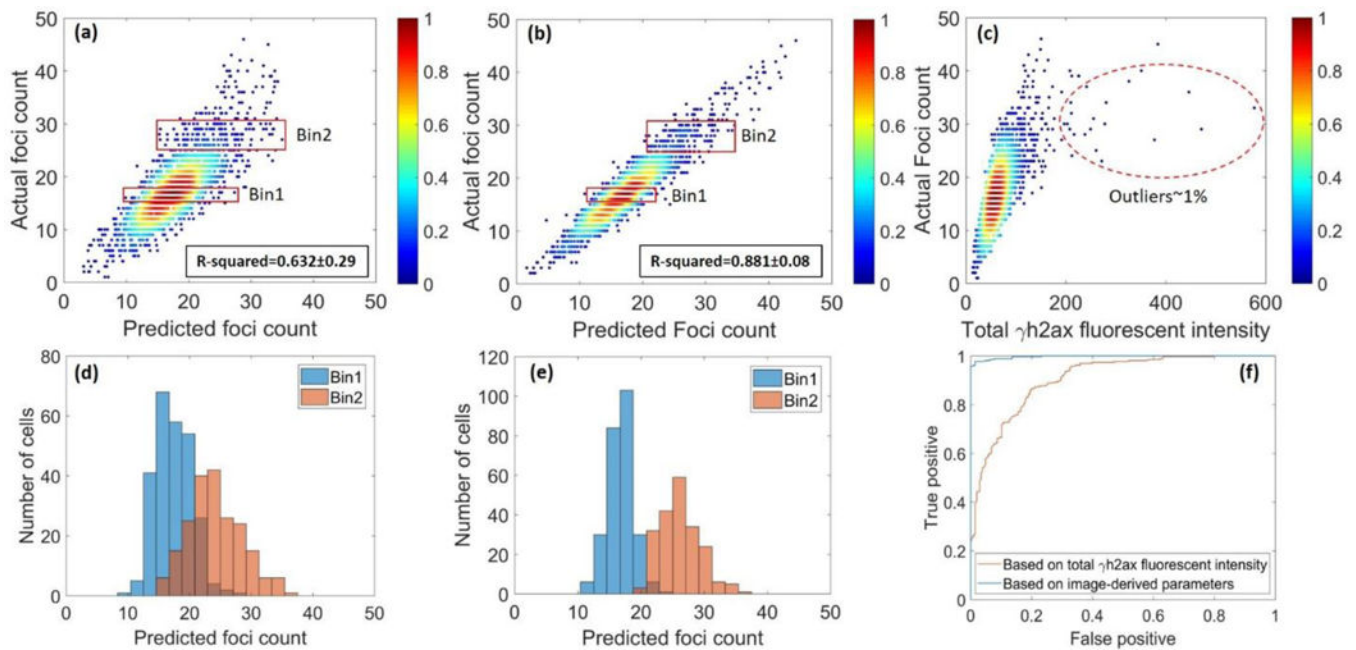 (a)
50
40
30
20
10
0
Actual foci count
Bin2
Bin1
R-squared=0.632±0.29
0 10 20 30 40 50
Predicted foci count
1
0.8
0.6
0.4
0.2
0
(b)
50
40
30
20
10
0
Actual foci count
Bin2
Bin1
R-squared=0.881±0.08
0 10 20 30 40 50
Predicted Foci count
1
0.8
0.6
0.4
0.2
0
(c)
50
40
30
20
10
0
Actual Foci count
Outliers~1%
0 200 400 600
Total γh2ax fluorescent intensity
1
0.8
0.6
0.4
0.2
0
(d)
80
60
40
20
0
Number of cells
Bin1
Bin2
0 10 20 30 40 50
Predicted foci count
(e)
120
100
80
60
40
20
0
Number of cells
Bin1
Bin2
0 10 20 30 40 50
Predicted foci count
(f)
1
0.8
0.6
0.4
0.2
0
True positive
Based on total γh2ax fluorescent intensity
Based on image-derived parameters
0 0.2 0.4 0.6 0.8 1
False positive